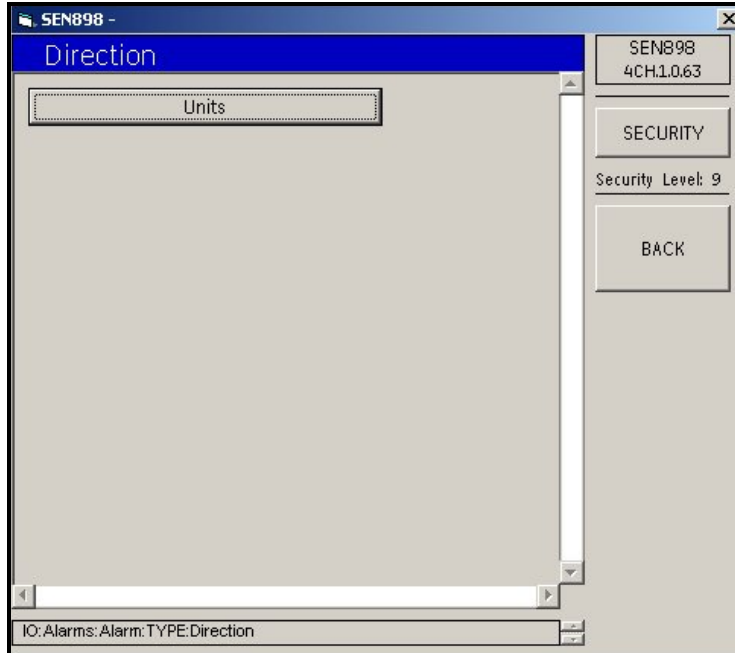 SEN898 -
Direction
Units
SEN898
4CH.1.0.63
SECURITY
Security Level: 9
BACK
IO:Alarms:Alarm:TYPE:Direction